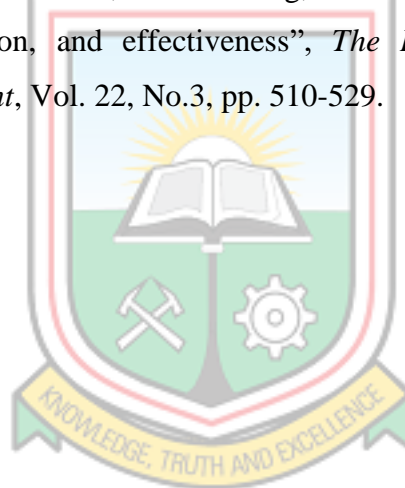 on, and effectiveness”, The
nt, Vol. 22, No.3, pp. 510-529.
KNOWLEDGE, TRUTH AND EXCELLENCE